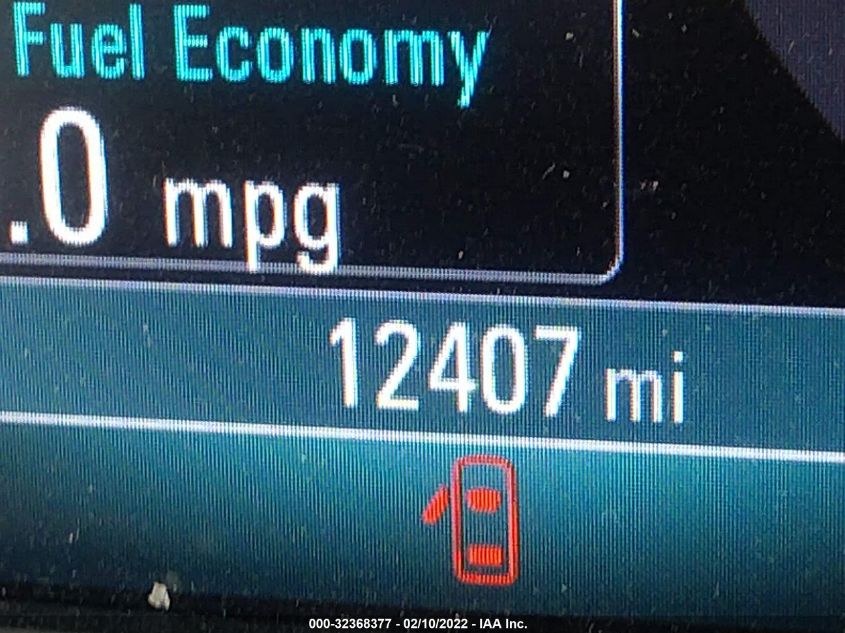 Fuel Economy
.0 mpg
12407 mi
000-32368377 - 02/10/2022 - IAA Inc.